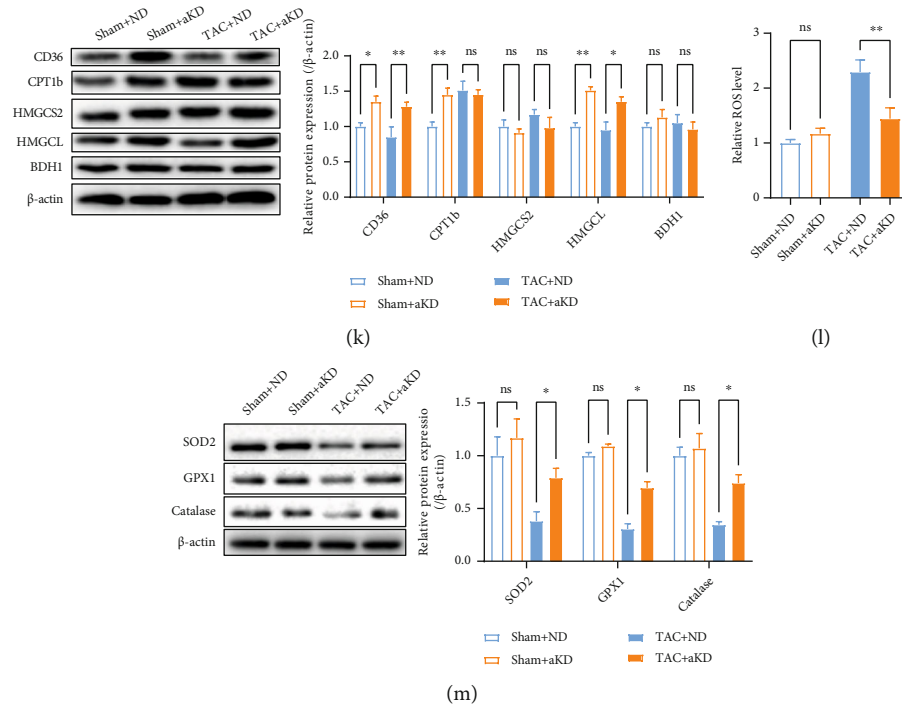 Sham+ND
Sham+aKD
TAC+ND
TAC+aKD
CD36
CPT1b
HMGCS2
HMGCL
BDH1
β-actin
Relative protein expression (/β-actin)
2.0
1.5
1.0
0.5
0.0
* ** ** ns ns ns ** * ns ns
CD36
CPT1b
HMGCS2
HMGCL
BDH1
Sham+ND
TAC+ND
Sham+aKD
TAC+aKD
(k)
Relative ROS level
3
2
1
0
ns **
Sham+ND
Sham+aKD
TAC+ND
TAC+aKD
(l)
Sham+ND
Sham+aKD
TAC+ND
TAC+aKD
SOD2
GPX1
Catalase
β-actin
Relative protein expressio
(/β-actin)
1.5
1.0
0.5
0.0
ns * ns * ns *
SOD2
GPX1
Catalase
Sham+ND
TAC+ND
Sham+aKD
TAC+aKD
(m)